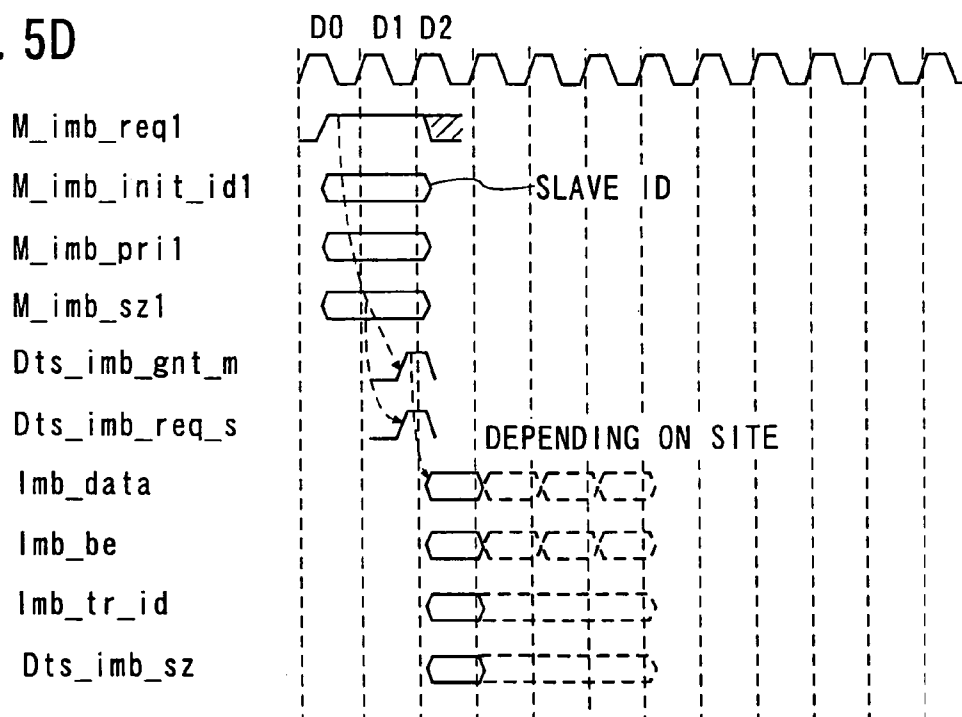 . 5D
D0 D1 D2
M_imb_req1
M_imb_init_id1
SLAVE ID
M_imb_pri1
M_imb_sz1
Dts_imb_gnt_m
Dts_imb_req_s
DEPENDING ON SITE
Imb_data
Imb_be
Imb_tr_id
Dts_imb_sz